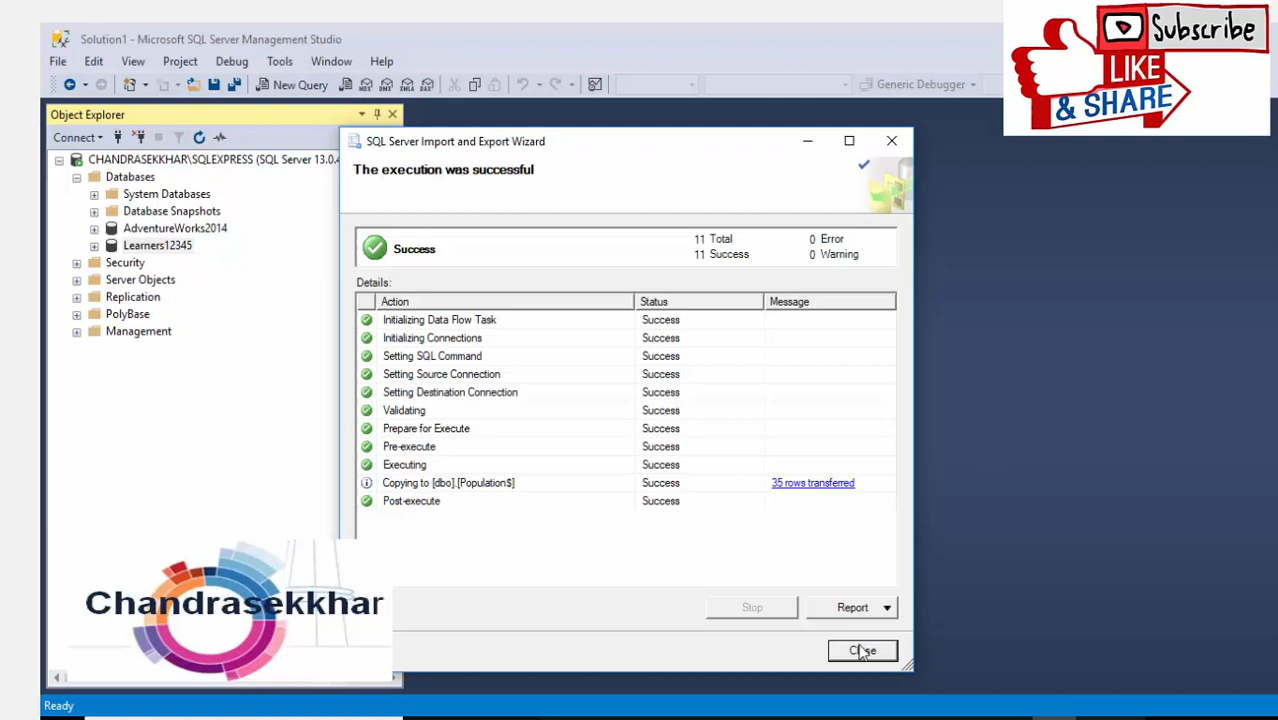 Subscribe
LIKE
& SHARE
Solution1 - Microsoft SQL Server Management Studio
File Edit View Project Debug Tools Window Help
New Query
Generic Debugger
Object Explorer
Connect
CHANDRASEKKHAR\SQLEXPRESS (SQL Server 13.0.4
Databases
System Databases
Database Snapshots
AdventureWorks2014
Learners12345
Security
Server Objects
Replication
PolyBase
Management
SQL Server Import and Export Wizard
The execution was successful
Success
11 Total 0 Error
11 Success 0 Warning
Details:
Action Status Message
Initializing Data Flow Task Success
Initializing Connections Success
Setting SQL Command Success
Setting Source Connection Success
Setting Destination Connection Success
Validating Success
Prepare for Execute Success
Pre-execute Success
Executing Success
Copying to [dbo].[Population$] Success 35 rows transferred
Post-execute Success
Stop Report
Close
Chandrasekkhar
Ready